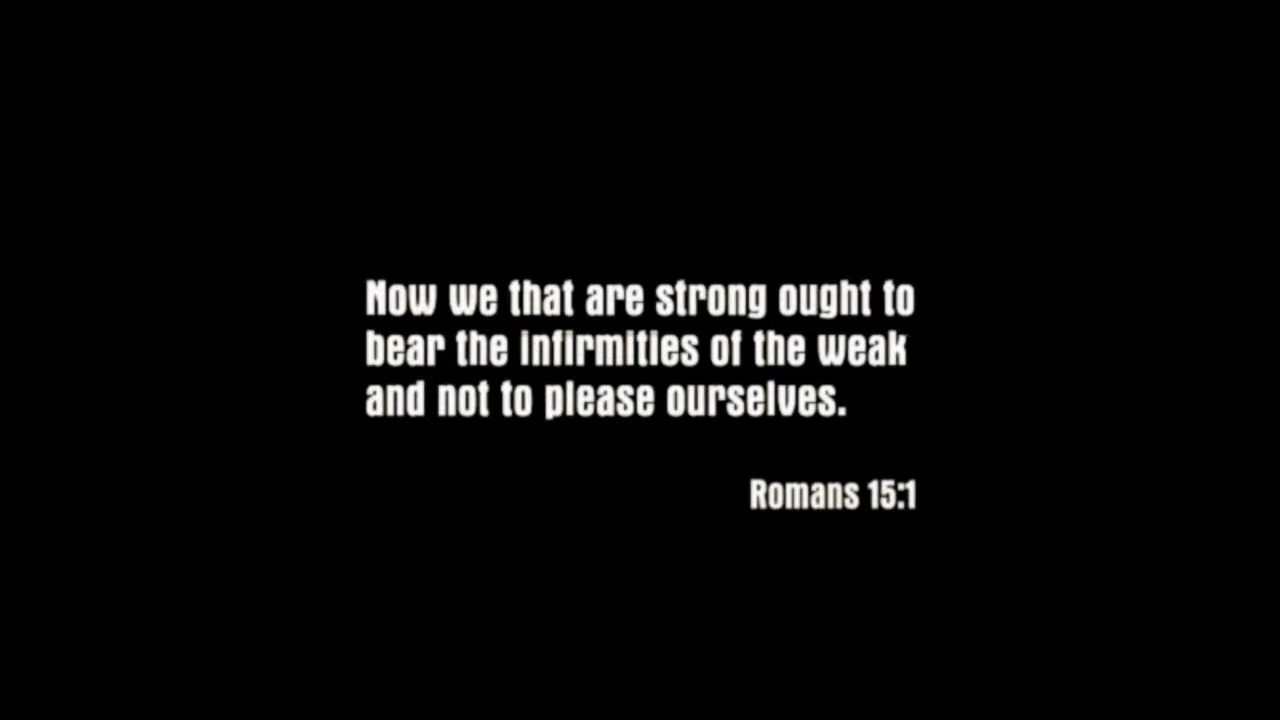 Now we that are strong ought to
bear the infirmities of the weak
and not to please ourselves.
Romans 15:1